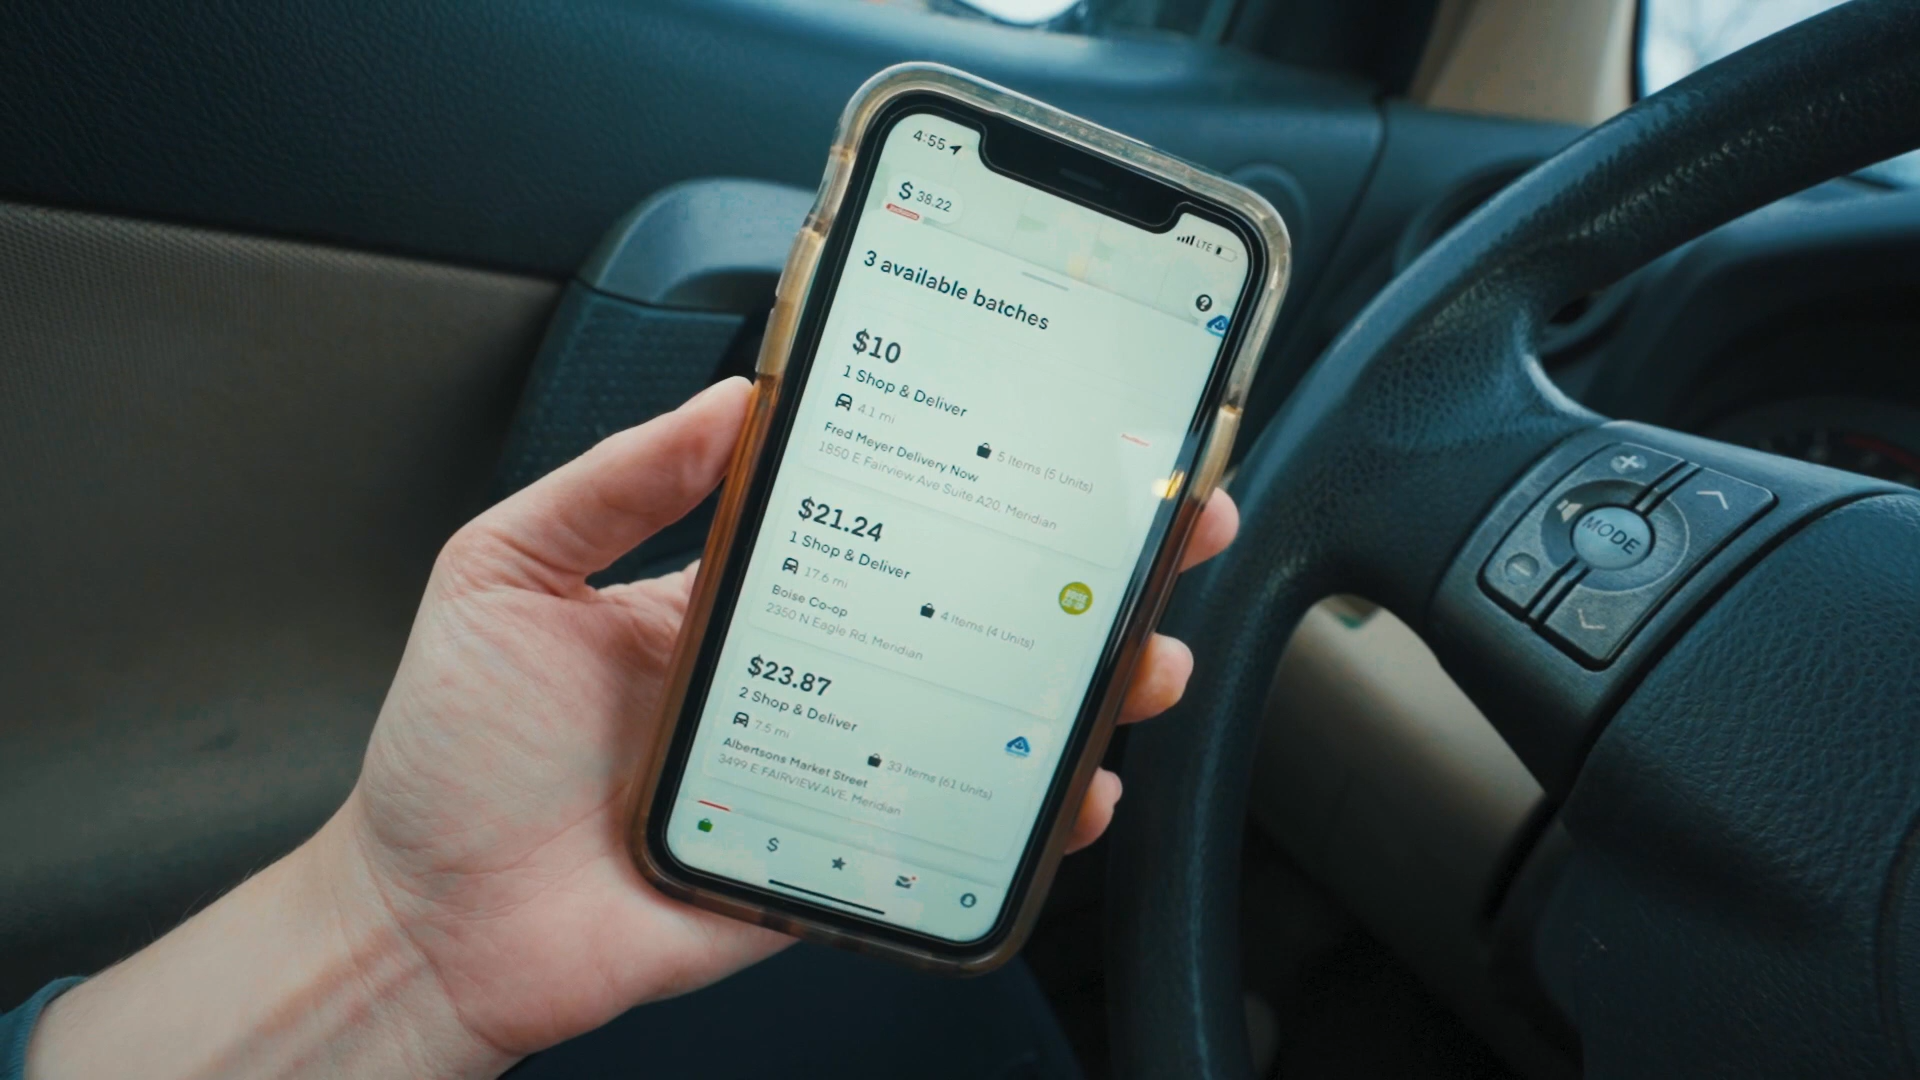 4:55
LTE
$ 38.22
3 available batches
$10
1 Shop & Deliver
4.1 mi
5 Items (5 Units)
Fred Meyer Delivery Now
1850 E Fairview Ave Suite A20, Meridian
$21.24
1 Shop & Deliver
17.6 mi
4 Items (4 Units)
Boise Co-op
2350 N Eagle Rd, Meridian
$23.87
2 Shop & Deliver
7.5 mi
33 Items (61 Units)
Albertsons Market Street
3499 E FAIRVIEW AVE, Meridian
MODE